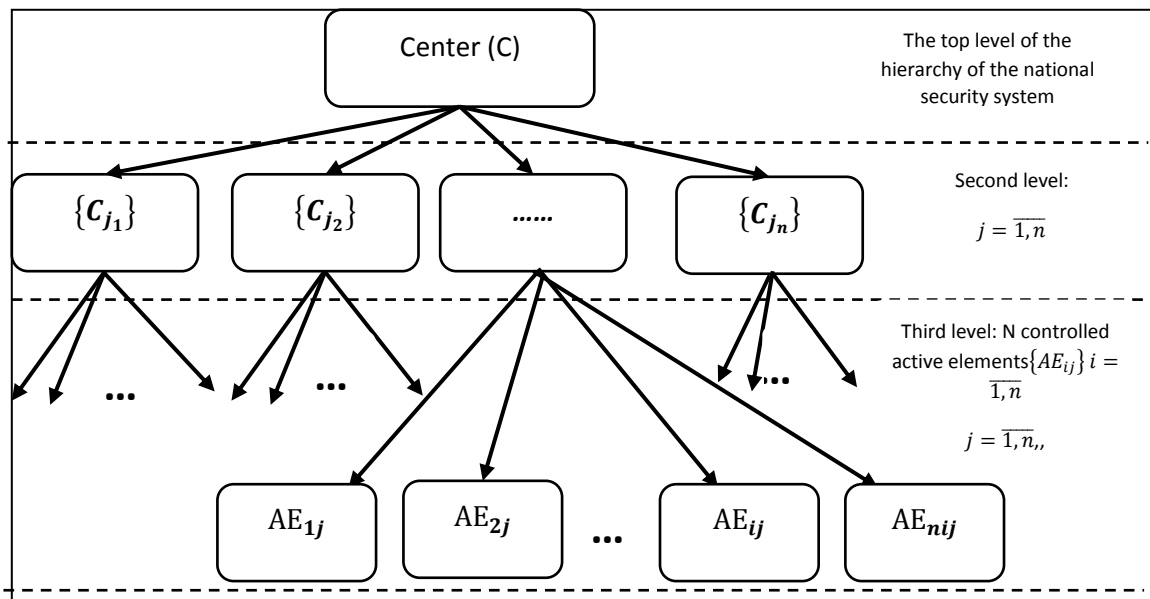 Center (C)
The top level of the
hierarchy of the national
security system
{C_{j_1}}
{C_{j_2}}
......
{C_{j_n}}
Second level:
j = \overline{1,n}
Third level: N controlled
active elements{AE_{ij}} i =
\overline{1,n}
j = \overline{1,n},,
...
...
...
AE_{1j}
AE_{2j}
...
AE_{ij}
AE_{nij}